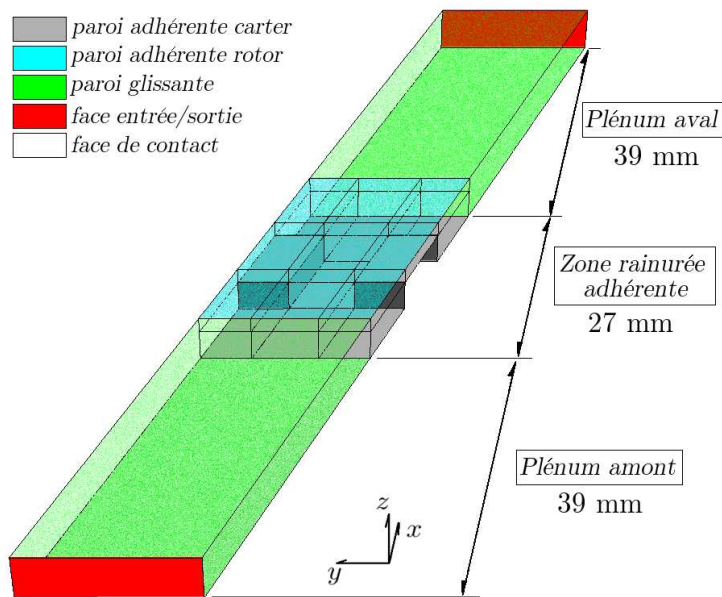 paroi adhérente carter
paroi adhérente rotor
paroi glissante
face entrée/sortie
face de contact
Plénum aval
39 mm
Zone rainurée
adhérente
27 mm
Plénum amont
39 mm
z
x
y